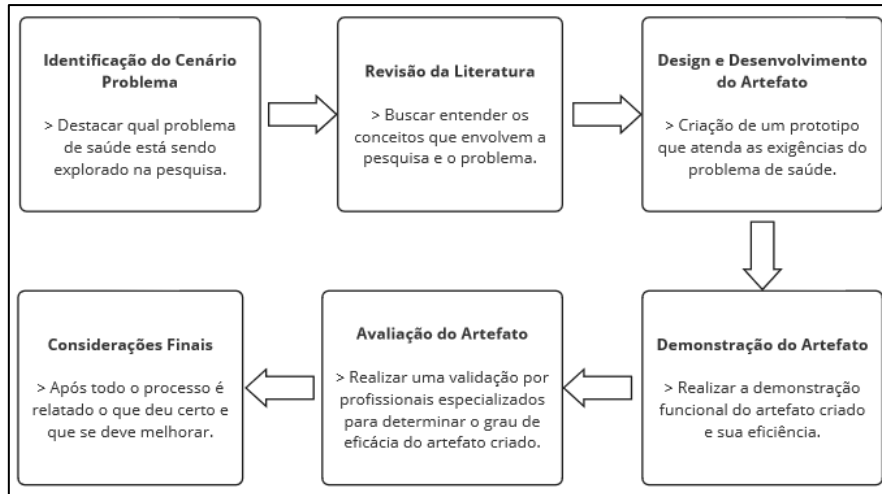 Identificação do Cenário
Problema
> Destacar qual problema
de saúde está sendo
explorado na pesquisa.
Revisão da Literatura
> Buscar entender os
conceitos que envolvem a
pesquisa e o problema.
Design e Desenvolvimento
do Artefato
> Criação de um prototipo
que atenda as exigências do
problema de saúde.
Demonstração do Artefato
> Realizar a demonstração
funcional do artefato criado
e sua eficiência.
Avaliação do Artefato
> Realizar uma validação por
profissionais especializados
para determinar o grau de
eficácia do artefato criado.
Considerações Finais
> Após todo o processo é
relatado o que deu certo e
que se deve melhorar.